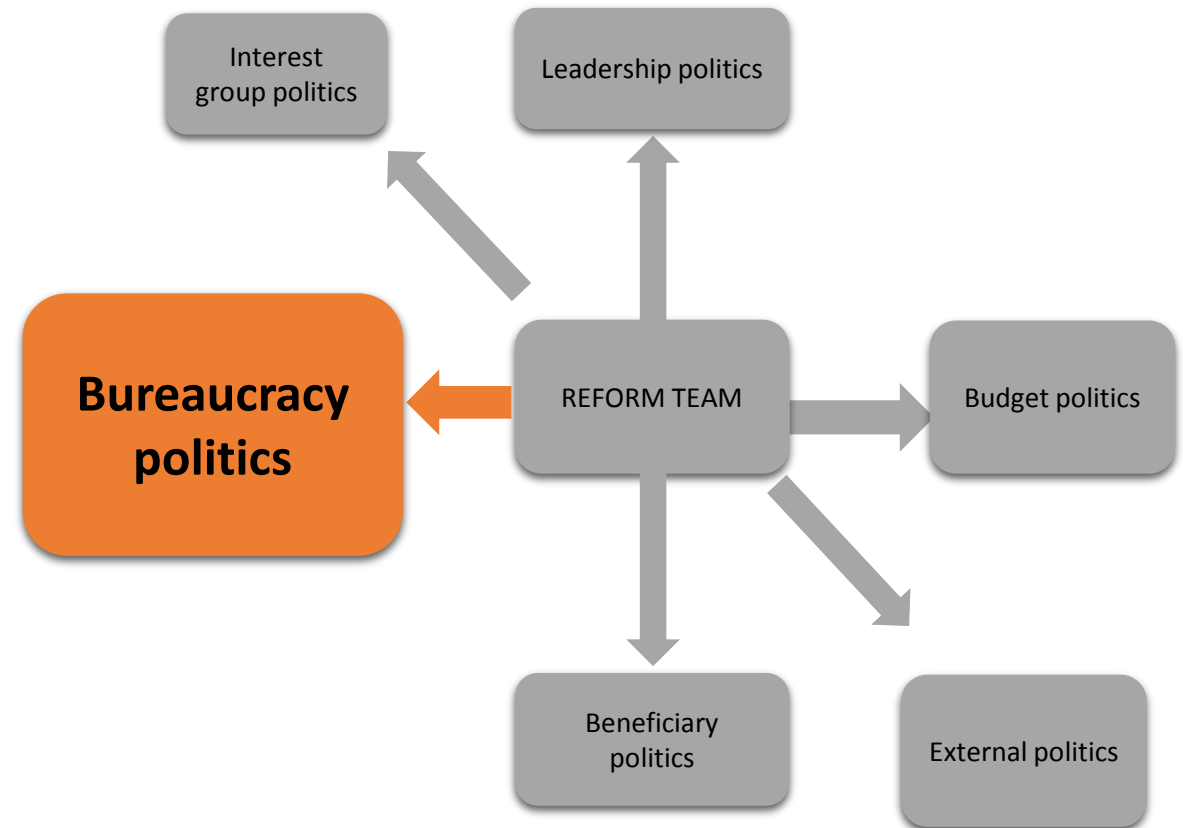 Interest
group politics
Leadership politics
Bureaucracy
politics
REFORM TEAM
Budget politics
Beneficiary
politics
External politics